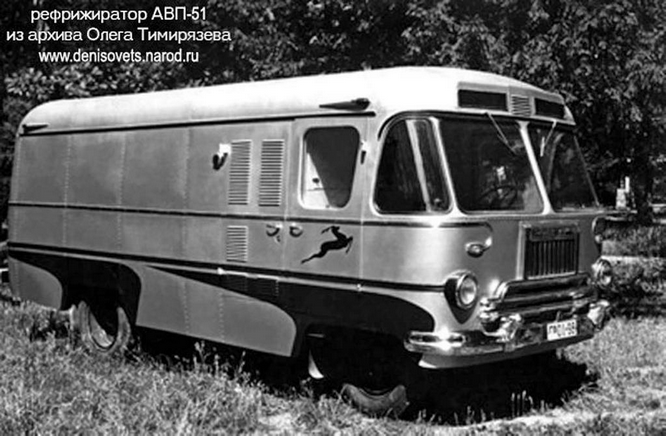 рефрижиратор АВП-51
из архива Олега Тимирязева
www.denisovets.narod.ru